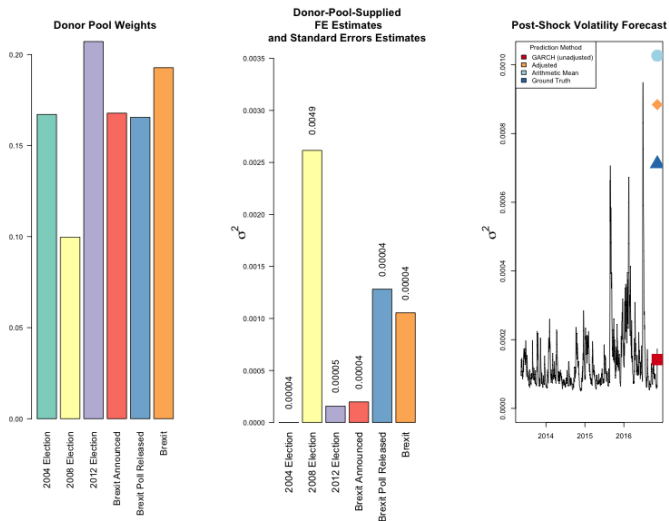 Donor Pool Weights
0.20
0.15
0.10
0.05
0.00
2004 Election
2008 Election
2012 Election
Brexit Announced
Brexit Poll Released
Brexit
Donor-Pool-Supplied
FE Estimates
and Standard Errors Estimates
σ²
0.0035
0.0030
0.0025
0.0020
0.0015
0.0010
0.0005
0.0000
0.00004
0.0049
0.00005
0.00004
0.00004
0.00004
2004 Election
2008 Election
2012 Election
Brexit Announced
Brexit Poll Released
Brexit
Post-Shock Volatility Forecast
Prediction Method
GARCH (unadjusted)
Adjusted
Arithmetic Mean
Ground Truth
σ²
0.0010
0.0008
0.0006
0.0004
0.0002
0.0000
2014
2015
2016